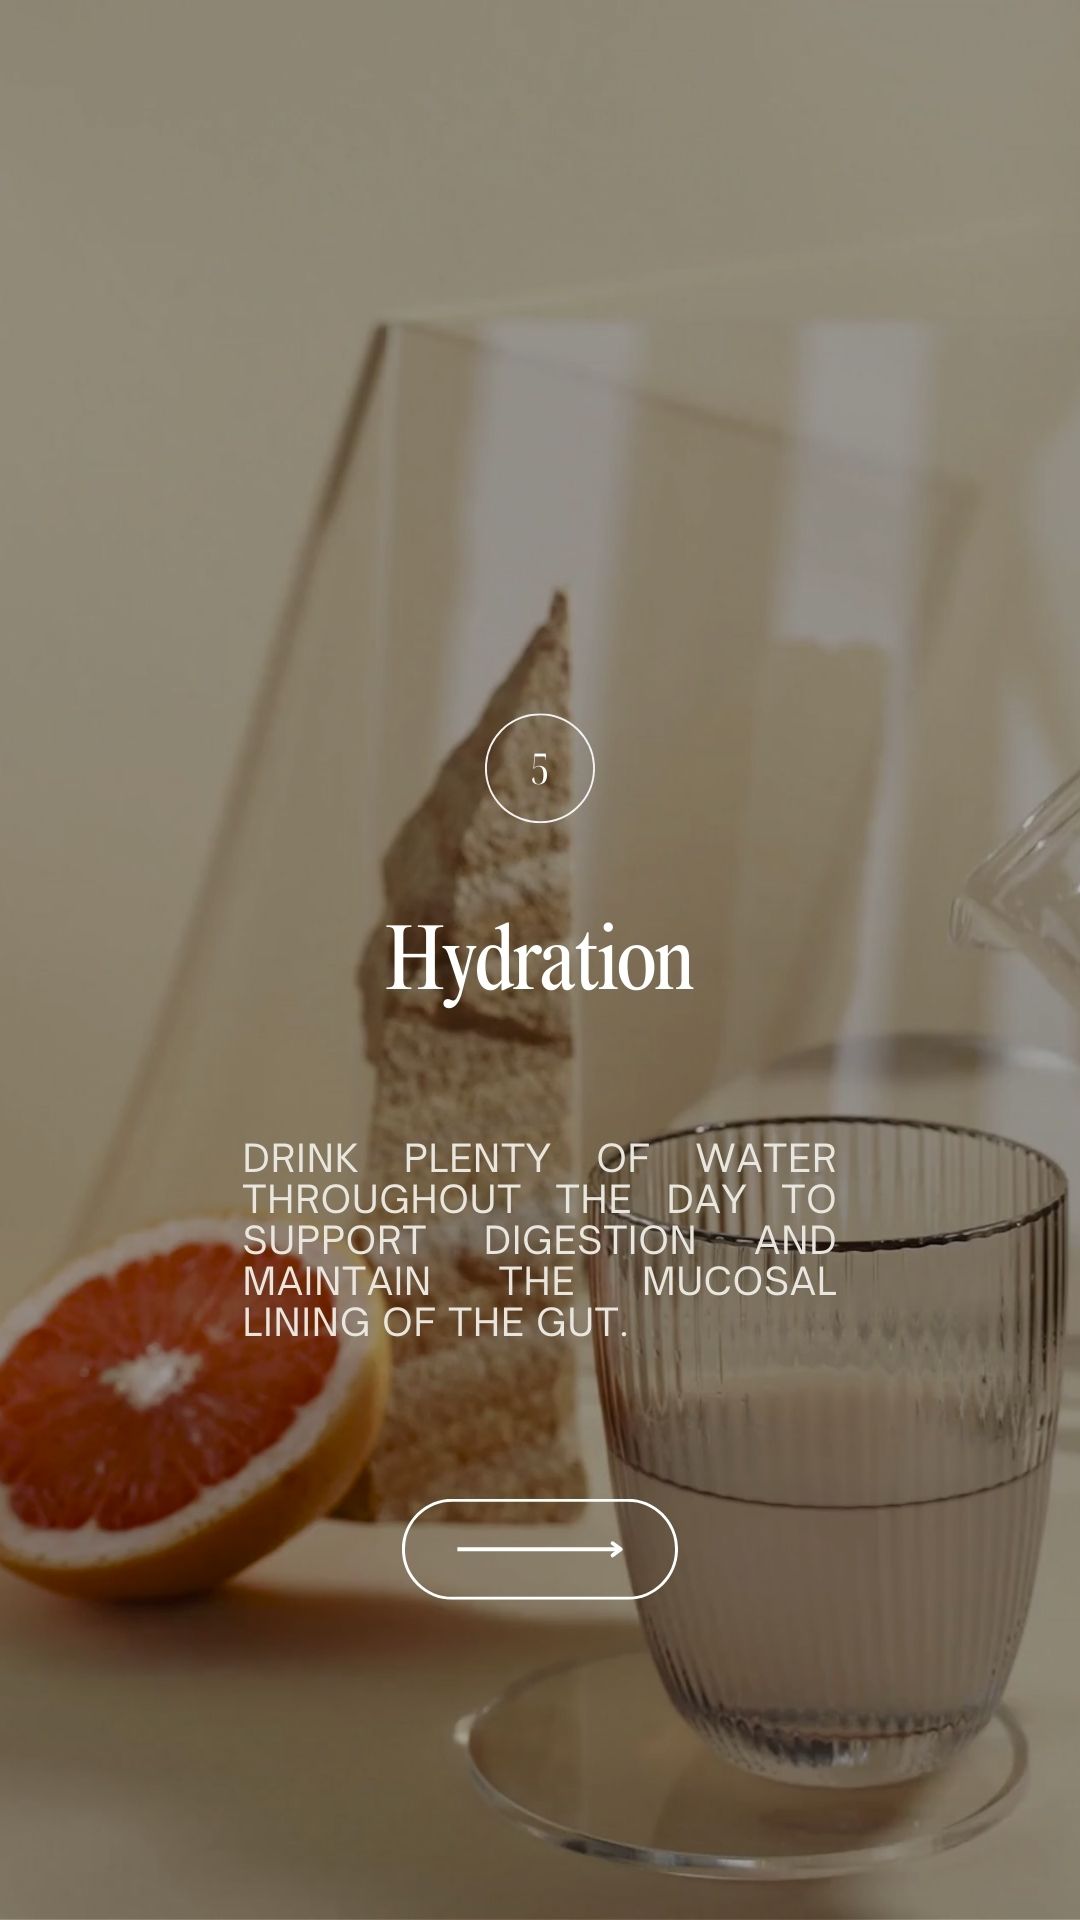 5
Hydration
DRINK PLENTY OF WATER
THROUGHOUT THE DAY TO
SUPPORT DIGESTION AND
MAINTAIN THE MUCOSAL
LINING OF THE GUT.